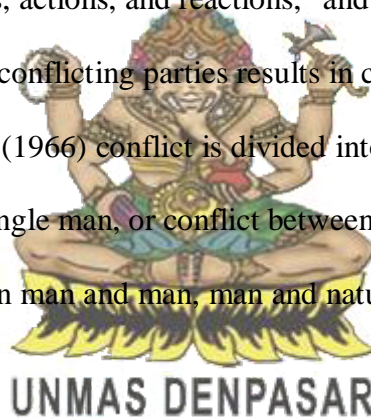 , actions, and reactions," and
conflicting parties results in c
(1966) conflict is divided into
ngle man, or conflict between
n man and man, man and natu
UNMAS DENPASAR